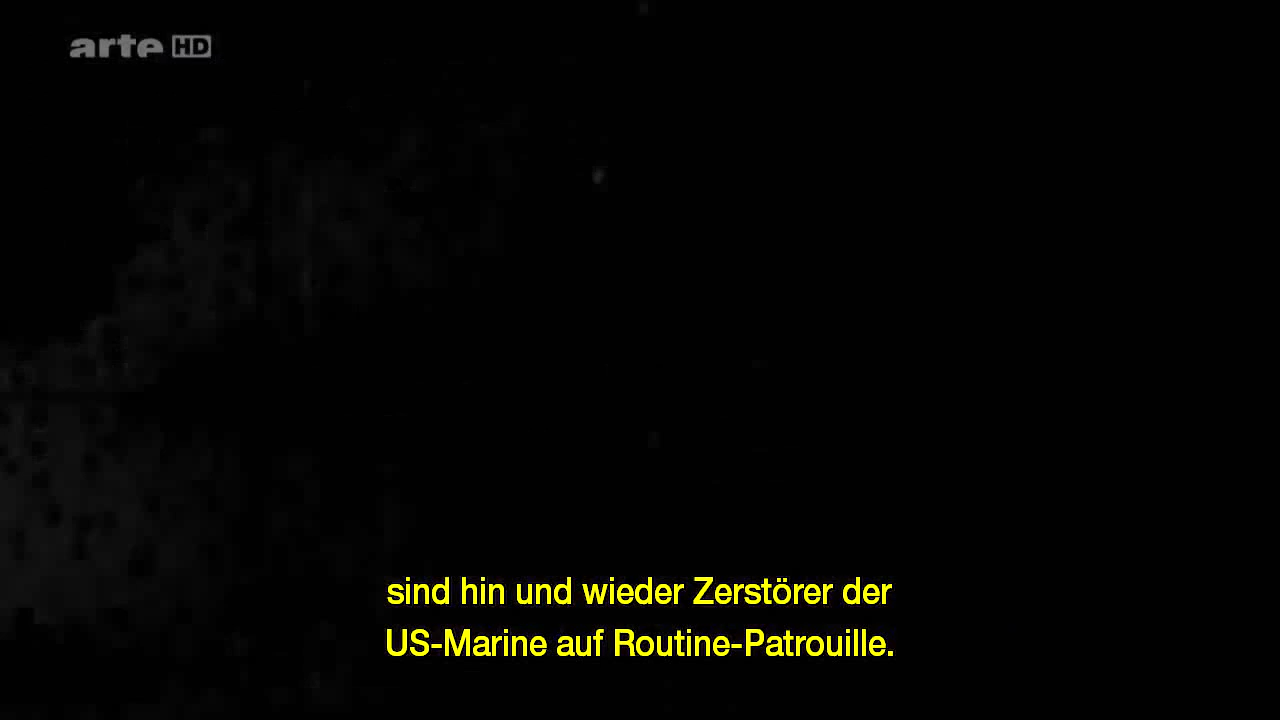 arte HD
sind hin und wieder Zerstörer der
US-Marine auf Routine-Patrouille.